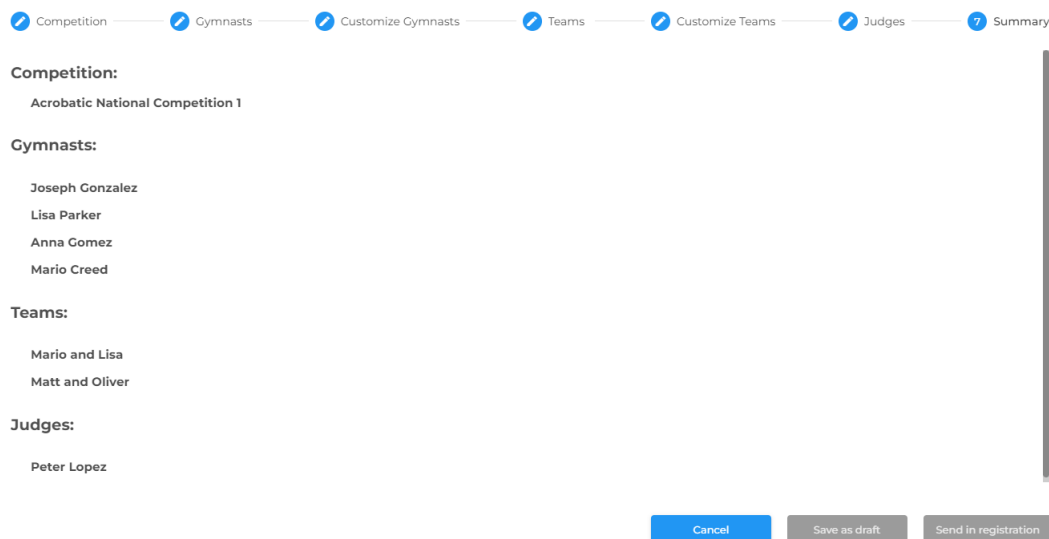 Competition Gymnasts Customize Gymnasts Teams Customize Teams Judges 7 Summary
Competition:
Acrobatic National Competition 1
Gymnasts:
Joseph Gonzalez
Lisa Parker
Anna Gomez
Mario Creed
Teams:
Mario and Lisa
Matt and Oliver
Judges:
Peter Lopez
Cancel Save as draft Send in registration